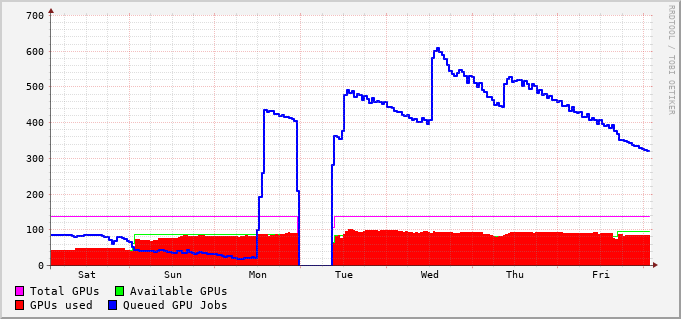 700
600
500
400
300
200
100
0
Sat Sun Mon Tue Wed Thu Fri
Total GPUs Available GPUs
GPUs used Queued GPU Jobs
RRDTOOL / TOBI OETIKER